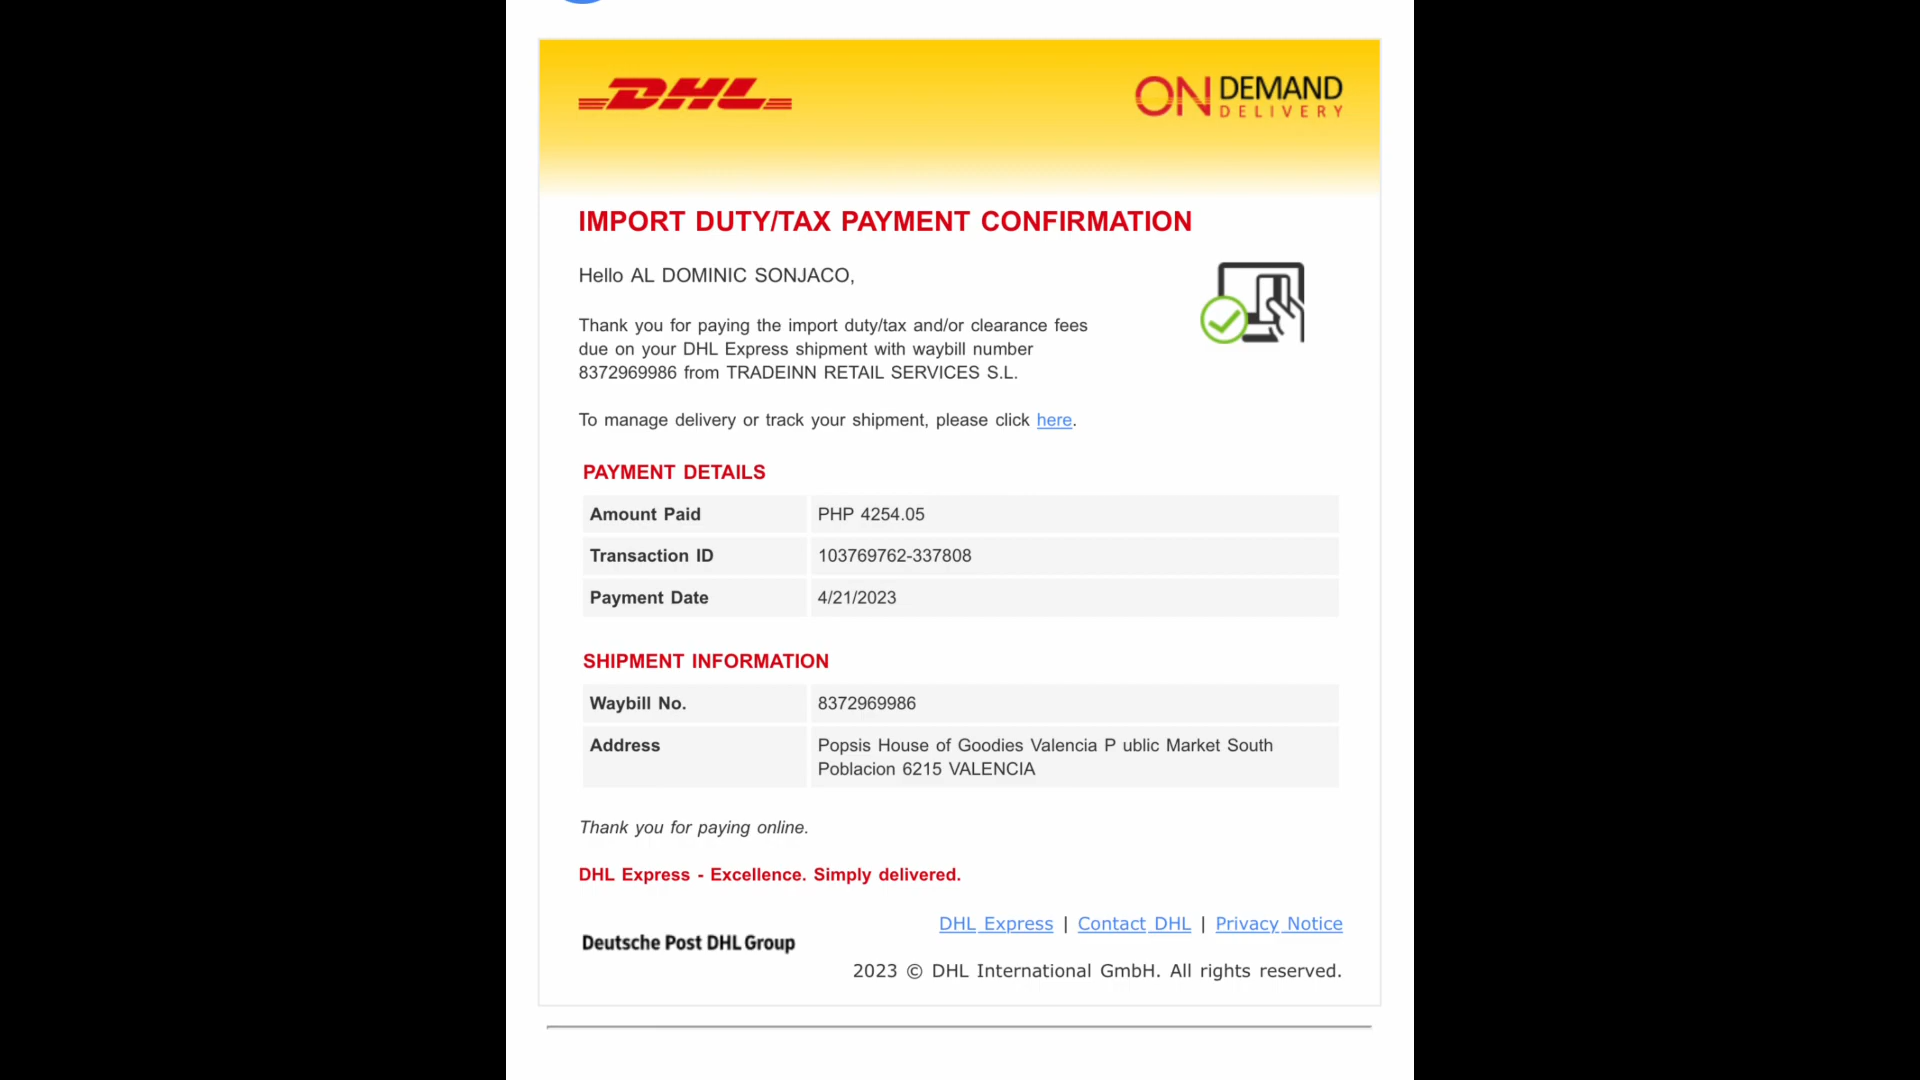 DHL
ON DEMAND
DELIVERY
IMPORT DUTY/TAX PAYMENT CONFIRMATION
Hello AL DOMINIC SONJACO,
Thank you for paying the import duty/tax and/or clearance fees
due on your DHL Express shipment with waybill number
8372969986 from TRADEINN RETAIL SERVICES S.L.
To manage delivery or track your shipment, please click here.
PAYMENT DETAILS
Amount Paid PHP 4254.05
Transaction ID 103769762-337808
Payment Date 4/21/2023
SHIPMENT INFORMATION
Waybill No. 8372969986
Address Popsis House of Goodies Valencia P ublic Market South
Poblacion 6215 VALENCIA
Thank you for paying online.
DHL Express - Excellence. Simply delivered.
DHL Express | Contact DHL | Privacy Notice
Deutsche Post DHL Group
2023 © DHL International GmbH. All rights reserved.